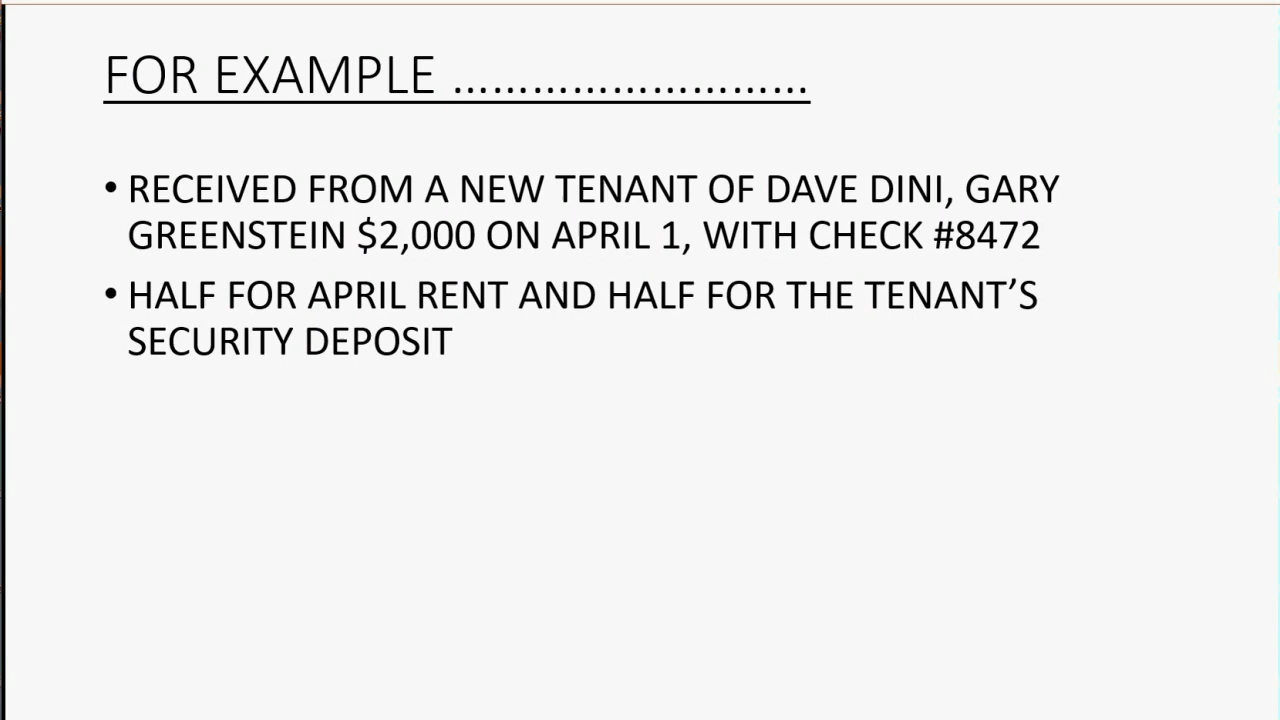 FOR EXAMPLE ...........................
• RECEIVED FROM A NEW TENANT OF DAVE DINI, GARY
GREENSTEIN $2,000 ON APRIL 1, WITH CHECK #8472
• HALF FOR APRIL RENT AND HALF FOR THE TENANT’S
SECURITY DEPOSIT